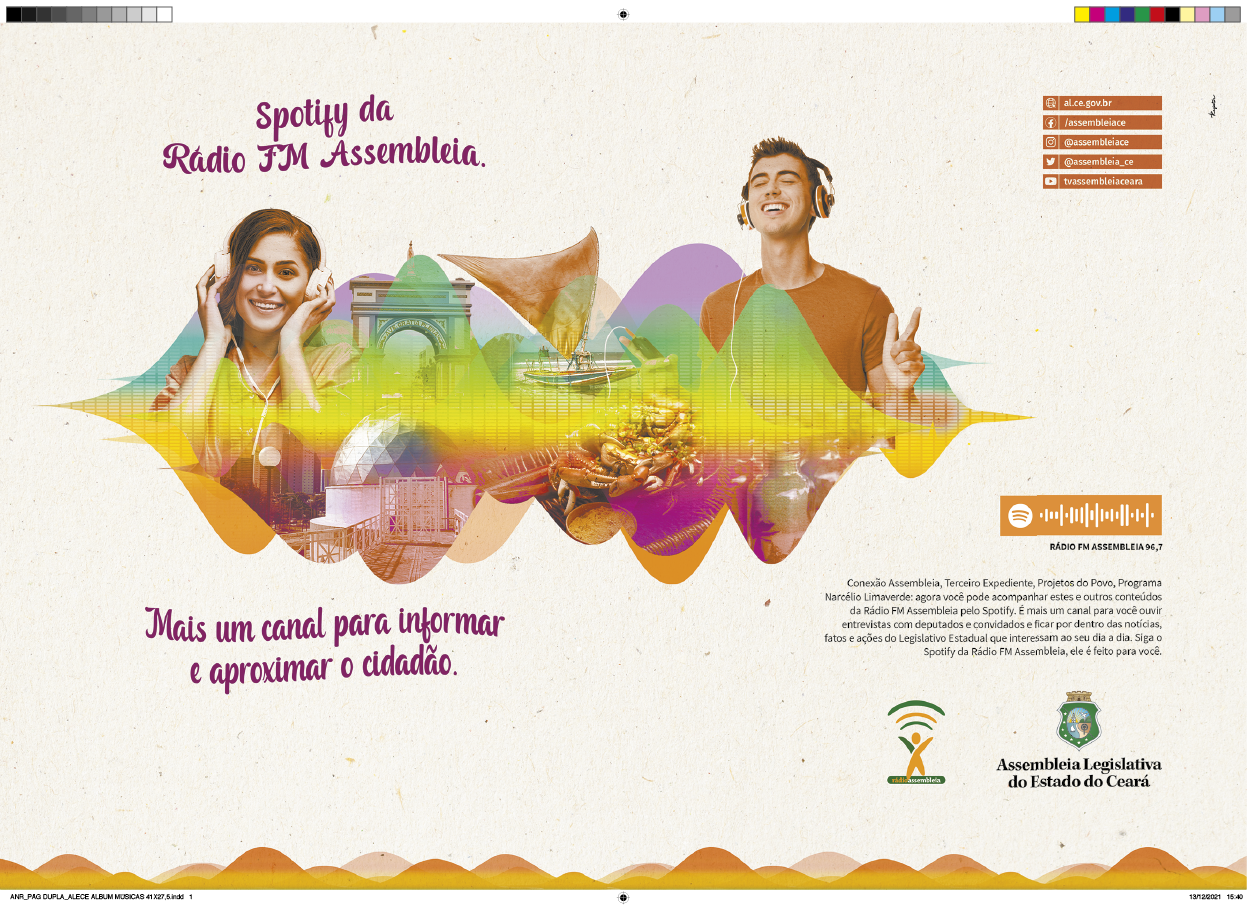 Spotify da
Rádio FM Assembleia.
al.ce.gov.br
/assembleiace
@assembleiace
@assembleia_ce
tvassembleiaceara
Mais um canal para informar
e aproximar o cidadão.
RÁDIO FM ASSEMBLEIA 96,7
Conexão Assembleia, Terceiro Expediente, Projetos do Povo, Programa
Narcélio Limaverde: agora você pode acompanhar estes e outros conteúdos
da Rádio FM Assembleia pelo Spotify. É mais um canal para você ouvir
entrevistas com deputados e convidados e ficar por dentro das notícias,
fatos e ações do Legislativo Estadual que interessam ao seu dia a dia. Siga o
Spotify da Rádio FM Assembleia, ele é feito para você.
rádioassembleia
Assembleia Legislativa
do Estado do Ceará
ANR_PAG DUPLA_ALECE ALBUM MUSICAS 41X27,5.indd 1
13/12/2021 15:40